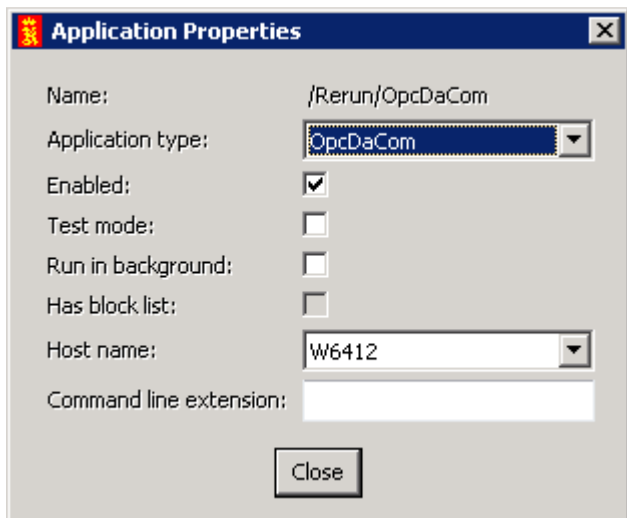 Application Properties
Name: /Rerun/OpcDaCom
Application type: OpcDaCom
Enabled:
Test mode:
Run in background:
Has block list:
Host name: W6412
Command line extension:
Close